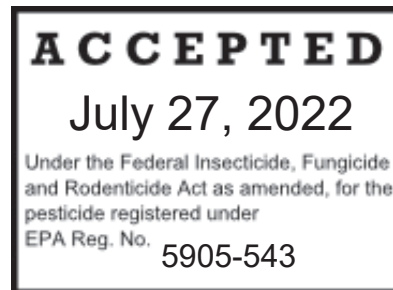 ACCEPTED
July 27, 2022
Under the Federal Insecticide, Fungicide
and Rodenticide Act as amended, for the
pesticide registered under
EPA Reg. No. 5905-543